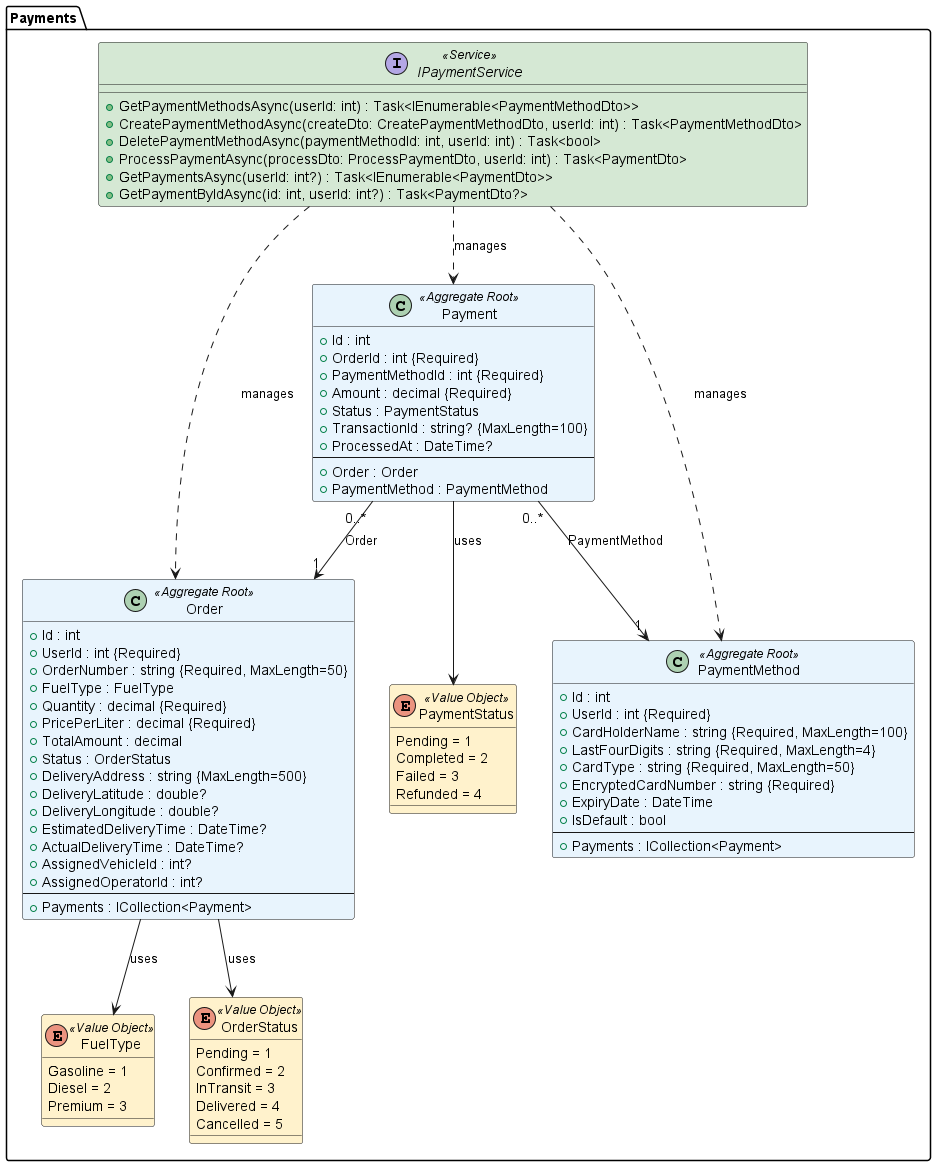 Payments
«Service»
IPaymentService
GetPaymentMethodsAsync(userId: int) : Task<IEnumerable<PaymentMethodDto>>
CreatePaymentMethodAsync(createDto: CreatePaymentMethodDto, userId: int) : Task<PaymentMethodDto>
DeletePaymentMethodAsync(paymentMethodId: int, userId: int) : Task<bool>
ProcessPaymentAsync(processDto: ProcessPaymentDto, userId: int) : Task<PaymentDto>
GetPaymentsAsync(userId: int?) : Task<IEnumerable<PaymentDto>>
GetPaymentByIdAsync(id: int, userId: int?) : Task<PaymentDto?>
manages
manages
manages
«Aggregate Root»
Payment
Id : int
OrderId : int {Required}
PaymentMethodId : int {Required}
Amount : decimal {Required}
Status : PaymentStatus
TransactionId : string? {MaxLength=100}
ProcessedAt : DateTime?
Order : Order
PaymentMethod : PaymentMethod
0..*
Order
1
uses
0..*
PaymentMethod
1
«Aggregate Root»
Order
Id : int
UserId : int {Required}
OrderNumber : string {Required, MaxLength=50}
FuelType : FuelType
Quantity : decimal {Required}
PricePerLiter : decimal {Required}
TotalAmount : decimal
Status : OrderStatus
DeliveryAddress : string {MaxLength=500}
DeliveryLatitude : double?
DeliveryLongitude : double?
EstimatedDeliveryTime : DateTime?
ActualDeliveryTime : DateTime?
AssignedVehicleId : int?
AssignedOperatorId : int?
Payments : ICollection<Payment>
«Value Object»
PaymentStatus
Pending = 1
Completed = 2
Failed = 3
Refunded = 4
«Aggregate Root»
PaymentMethod
Id : int
UserId : int {Required}
CardHolderName : string {Required, MaxLength=100}
LastFourDigits : string {Required, MaxLength=4}
CardType : string {Required, MaxLength=50}
EncryptedCardNumber : string {Required}
ExpiryDate : DateTime
IsDefault : bool
Payments : ICollection<Payment>
uses
uses
«Value Object»
FuelType
Gasoline = 1
Diesel = 2
Premium = 3
«Value Object»
OrderStatus
Pending = 1
Confirmed = 2
InTransit = 3
Delivered = 4
Cancelled = 5